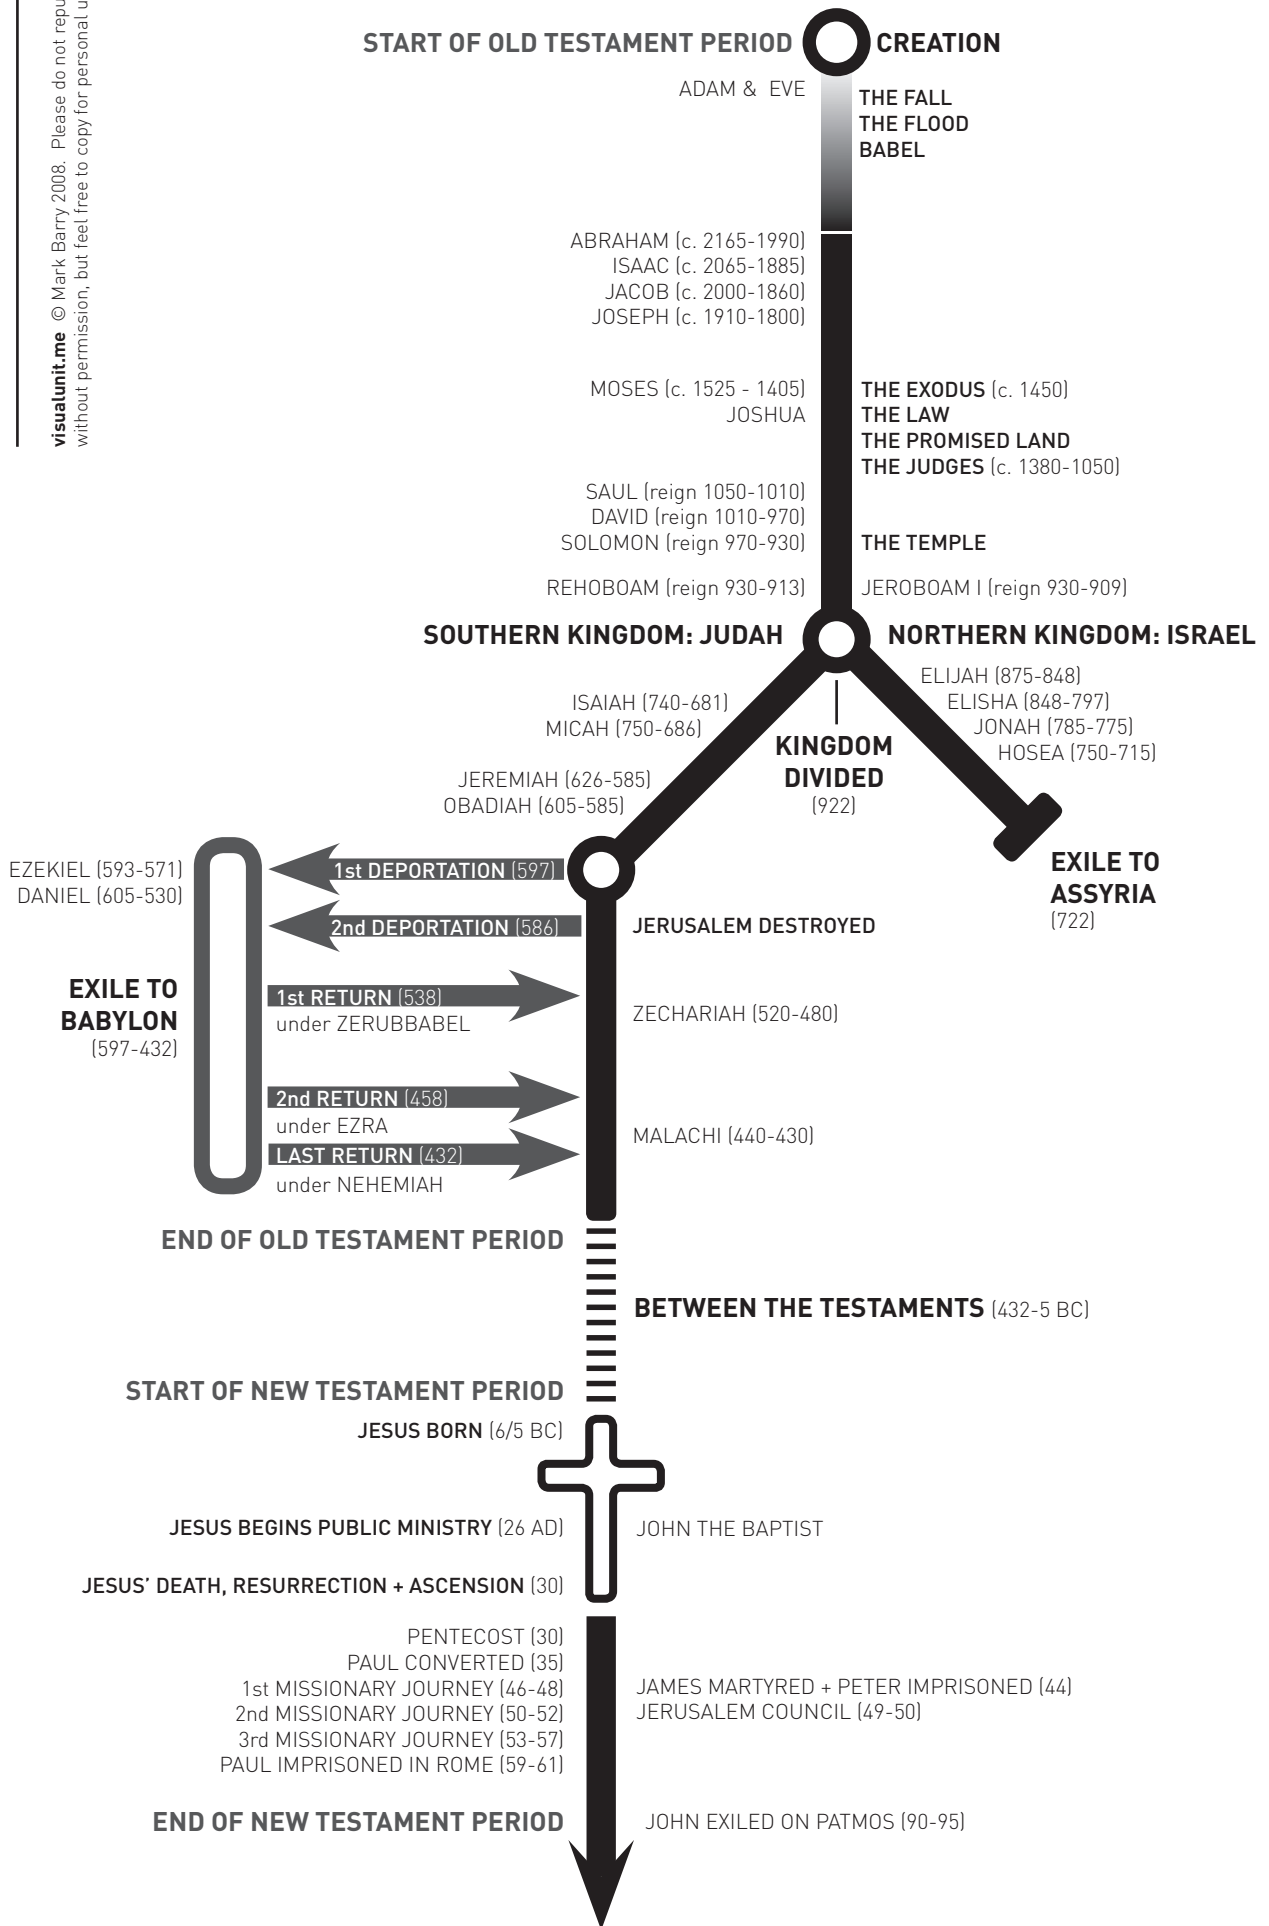 visualunit.me © Mark Barry 2008. Please do not
without permission, but feel free to copy for personal
START OF OLD TESTAMENT PERIOD
CREATION
ADAM & EVE
THE FALL
THE FLOOD
BABEL
ABRAHAM (c. 2165-1990)
ISAAC (c. 2065-1885)
JACOB (c. 2000-1860)
JOSEPH (c. 1910-1800)
MOSES (c. 1525 - 1405)
JOSHUA
THE EXODUS (c. 1450)
THE LAW
THE PROMISED LAND
THE JUDGES (c. 1380-1050)
SAUL (reign 1050-1010)
DAVID (reign 1010-970)
SOLOMON (reign 970-930)
THE TEMPLE
REHOBOAM (reign 930-913)
JEROBOAM I (reign 930-909)
SOUTHERN KINGDOM: JUDAH
NORTHERN KINGDOM: ISRAEL
ELIJAH (875-848)
ELISHA (848-797)
JONAH (785-775)
HOSEA (750-715)
ISAIAH (740-681)
MICAH (750-686)
KINGDOM
DIVIDED
(922)
JEREMIAH (626-585)
OBADIAH (605-585)
EXILE TO
ASSYRIA
(722)
EZEKIEL (593-571)
DANIEL (605-530)
1st DEPORTATION (597)
2nd DEPORTATION (586)
JERUSALEM DESTROYED
EXILE TO
BABYLON
(597-432)
1st RETURN (538)
under ZERUBBABEL
ZECHARIAH (520-480)
2nd RETURN (458)
under EZRA
MALACHI (440-430)
LAST RETURN (432)
under NEHEMIAH
END OF OLD TESTAMENT PERIOD
BETWEEN THE TESTAMENTS (432-5 BC)
START OF NEW TESTAMENT PERIOD
JESUS BORN (6/5 BC)
JESUS BEGINS PUBLIC MINISTRY (26 AD)
JOHN THE BAPTIST
JESUS' DEATH, RESURRECTION + ASCENSION (30)
PENTECOST (30)
PAUL CONVERTED (35)
1st MISSIONARY JOURNEY (46-48)
2nd MISSIONARY JOURNEY (50-52)
3rd MISSIONARY JOURNEY (53-57)
PAUL IMPRISONED IN ROME (59-61)
JAMES MARTYRED + PETER IMPRISONED (44)
JERUSALEM COUNCIL (49-50)
END OF NEW TESTAMENT PERIOD
JOHN EXILED ON PATMOS (90-95)